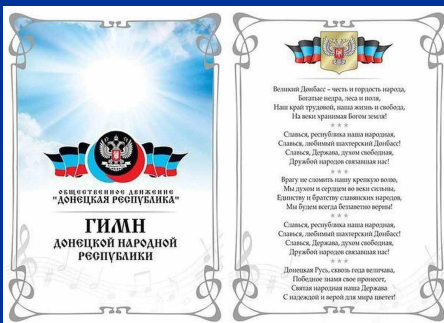 ОБЩЕСТВЕННОЕ ДВИЖЕНИЕ
"ДОНЕЦКАЯ РЕСПУБЛИКА"
ГИМН
ДОНЕЦКОЙ НАРОДНОЙ
РЕСПУБЛИКИ
Великий Донбасс – честь и гордость народа,
Богатые недра, леса и поля,
Наш край трудовой, наша жизнь и свобода,
На веки хранимая Богом земля!
* * *
Славься, республика наша народная,
Славься, любимый шахтерский Донбасс!
Славься, Держава, духом свободная,
Дружбой народов связавшая нас!
* * *
Врагу не сломить нашу крепкую волю,
Мы духом и сердцем во веки сильны,
Единству и братству славянских народов,
Мы будем всегда беззаветно верны!
* * *
Славься, республика наша народная,
Славься, любимый шахтерский Донбасс!
Славься, Держава, духом свободная,
Дружбой народов связавшая нас!
* * *
Донецкая Русь, сквозь года величава,
Победное знамя свое пронесет,
Святая народная наша Держава
С надеждой и верой для мира цветет!